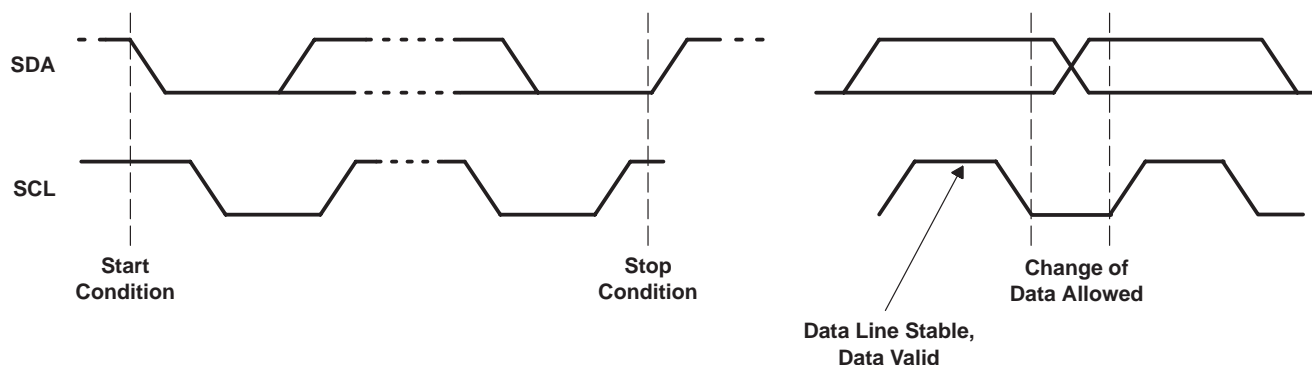 SDA
SCL
Start
Condition
Stop
Condition
Change of
Data Allowed
Data Line Stable,
Data Valid